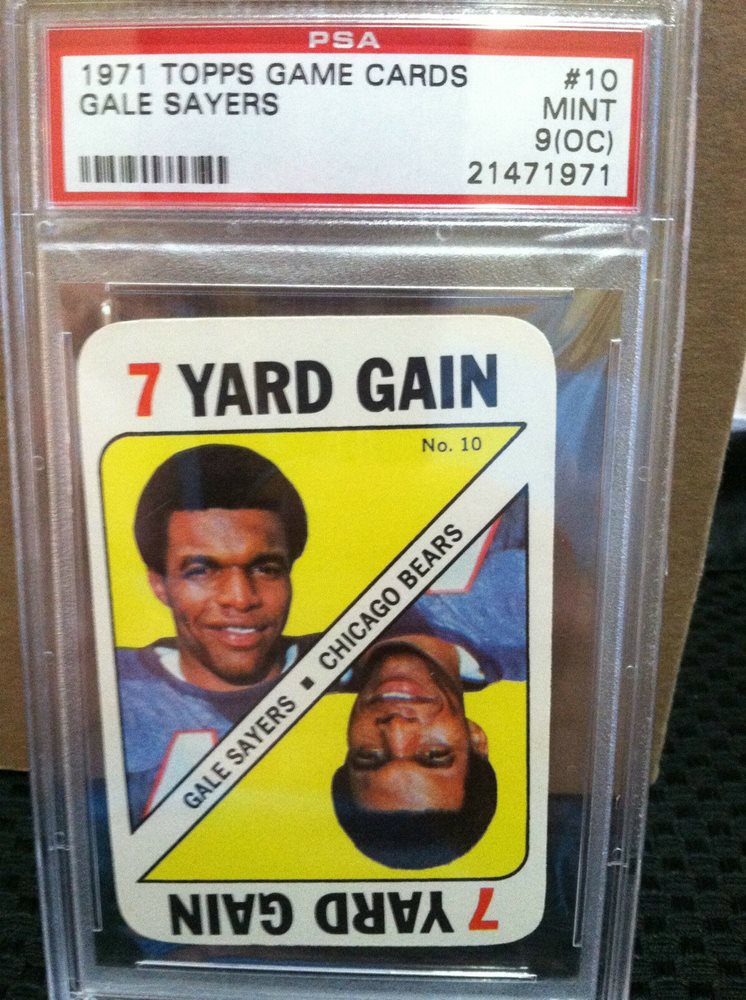 PSA
1971 TOPPS GAME CARDS #10
GALE SAYERS MINT
9(OC)
21471971
7 YARD GAIN
No. 10
GALE SAYERS ▪ CHICAGO BEARS
7 YARD GAIN